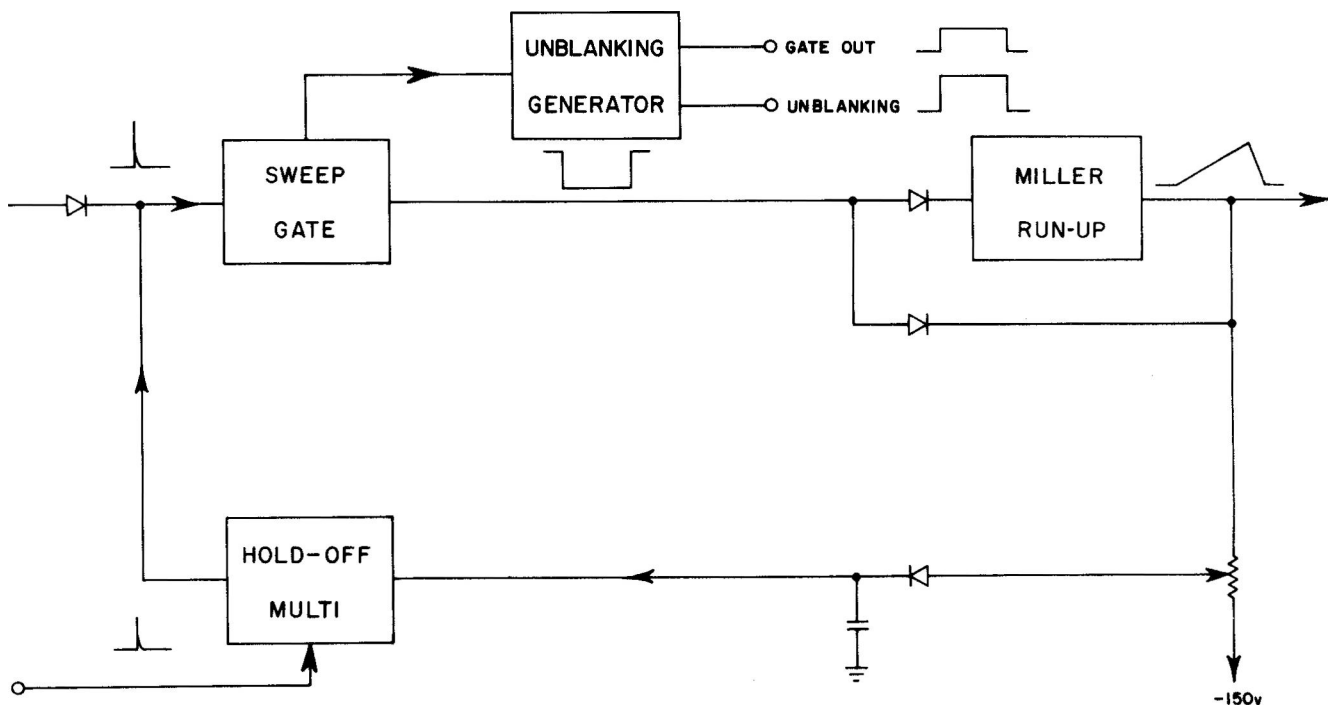 UNBLANKING
GENERATOR
GATE OUT
UNBLANKING
SWEEP
GATE
MILLER
RUN-UP
HOLD-OFF
MULTI
-150v